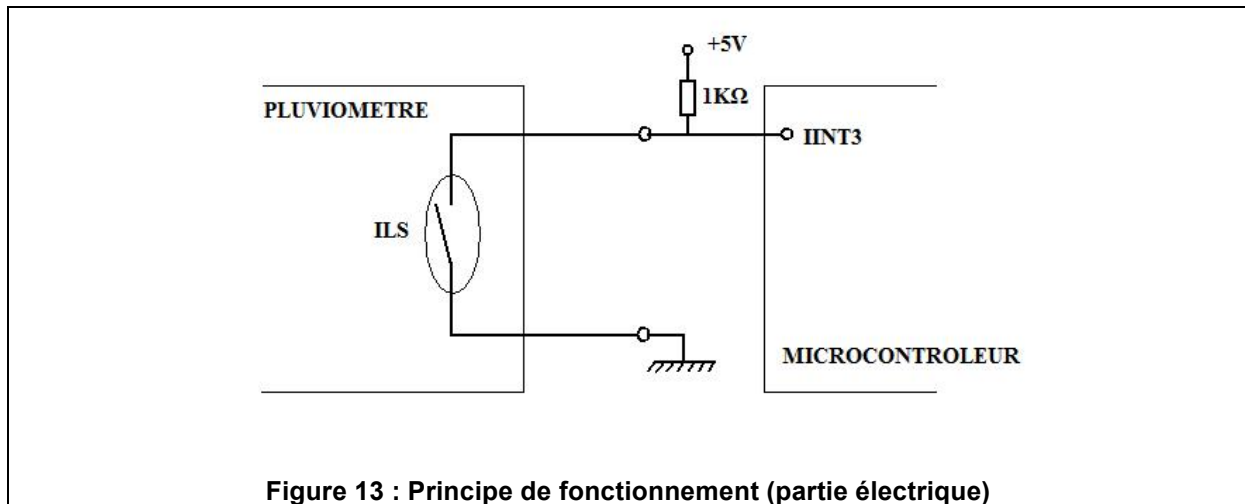 +5V
PLUVIOMETRE
1KΩ
IINT3
ILS
MICROCONTROLEUR
Figure 13 : Principe de fonctionnement (partie électrique)